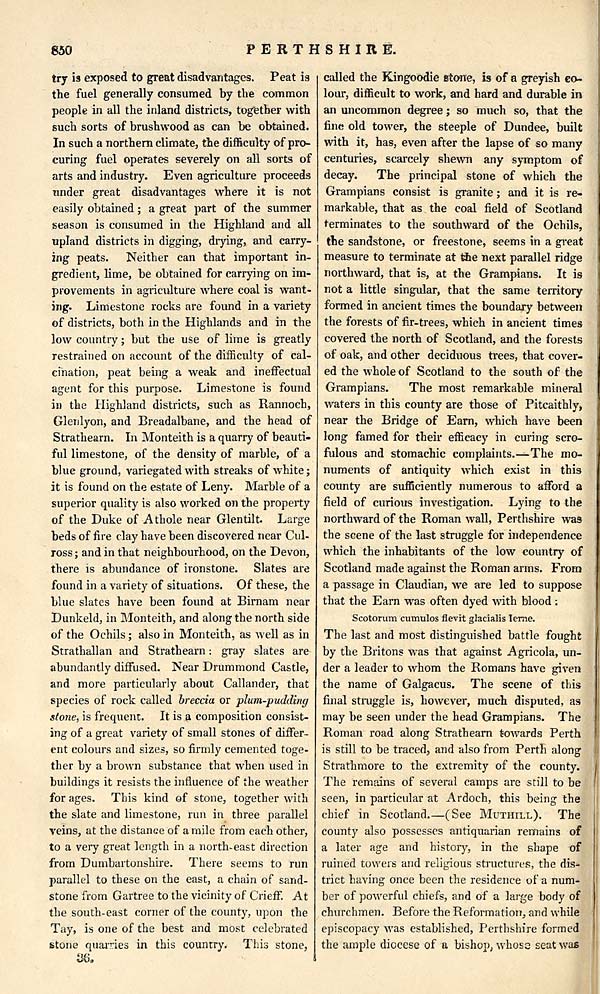 850
PERTHSHIRE.
try is exposed to great disadvantages. Peat is
the fuel generally consumed by the common
people in all the inland districts, together with
such sorts of brushwood as can be obtained.
In such a northern climate, the difficulty of pro-
curing fuel operates severely on all sorts of
arts and industry. Even agriculture proceeds
under great disadvantages where it is not
easily obtained; a great part of the summer
season is consumed in the Highland and all
upland districts in digging, drying, and carry-
ing peats. Neither can that important in-
gredient, lime, be obtained for carrying on im-
provements in agriculture where coal is want-
ing. Limestone rocks are found in a variety
of districts, both in the Highlands and in the
low country; but the use of lime is greatly
restrained on account of the difficulty of cal-
cination, peat being a weak and ineffectual
agent for this purpose. Limestone is found
in the Highland districts, such as Rannoch,
Glenlyon, and Breadalbane, and the head of
Strathearn. In Monteith is a quarry of beauti-
ful limestone, of the density of marble, of a
blue ground, variegated with streaks of white;
it is found on the estate of Leny. Marble of a
superior quality is also worked on the property
of the Duke of Athole near Glentilt. Large
beds of fire clay have been discovered near Cul-
ross; and in that neighbourhood, on the Devon,
there is abundance of ironstone. Slates are
found in a variety of situations. Of these, the
blue slates have been found at Birnam near
Dunkeld, in Monteith, and along the north side
of the Ochils; also in Monteith, as well as in
Strathallan and Strathearn: gray slates are
abundantly diffused. Near Drummond Castle,
and more particularly about Callander, that
species of rock called breccia or plum-pudding
stone, is frequent. It is a composition consist-
ing of a great variety of small stones of differ-
ent colours and sizes, so firmly cemented toge-
ther by a brown substance that when used in
buildings it resists the influence of the weather
for ages. This kind of stone, together with
the slate and limestone, run in three parallel
veins, at the distance of a mile from each other,
to a very great length in a north-east direction
from Dumbartonshire. There seems to run
parallel to these on the east, a chain of sand-
stone from Gartree to the vicinity of Crieff. At
the south-east corner of the county, upon the
Tay, is one of the best and most celebrated
stone quarries in this country. This stone,
36.
called the Kingoodie stone, is of a greyish co-
lour, difficult to work, and hard and durable in
an uncommon degree; so much so, that the
fine old tower, the steeple of Dundee, built
with it, has, even after the lapse of so many
centuries, scarcely shewn any symptom of
decay. The principal stone of which the
Grampians consist is granite; and it is re-
markable, that as the coal field of Scotland
terminates to the southward of the Ochils,
the sandstone, or freestone, seems in a great
measure to terminate at the next parallel ridge
northward, that is, at the Grampians. It is
not a little singular, that the same territory
formed in ancient times the boundary between
the forests of fir-trees, which in ancient times
covered the north of Scotland, and the forests
of oak, and other deciduous trees, that cover-
ed the whole of Scotland to the south of the
Grampians. The most remarkable mineral
waters in this county are those of Pitcaithly,
near the Bridge of Earn, which have been
long famed for their efficacy in curing scro-
fulous and stomachic complaints.—The mo-
numents of antiquity which exist in this
county are sufficiently numerous to afford a
field of curious investigation. Lying to the
northward of the Roman wall, Perthshire was
the scene of the last struggle for independence
which the inhabitants of the low country of
Scotland made against the Roman arms. From
a passage in Claudian, we are led to suppose
that the Earn was often dyed with blood:
Scotorum cumulos flevit glacialis Ierne.
The last and most distinguished battle fought
by the Britons was that against Agricola, un-
der a leader to whom the Romans have given
the name of Galgacus. The scene of this
final struggle is, however, much disputed, as
may be seen under the head Grampians. The
Roman road along Strathearn towards Perth
is still to be traced, and also from Perth along
Strathmore to the extremity of the county.
The remains of several camps are still to be
seen, in particular at Ardoch, this being the
chief in Scotland.—(See MUTHILL). The
county also possesses antiquarian remains of
a later age and history, in the shape of
ruined towers and religious structures, the dis-
trict having once been the residence of a num-
ber of powerful chiefs, and of a large body of
churchmen. Before the Reformation, and while
episcopacy was established, Perthshire formed
the ample diocese of a bishop, whose seat was